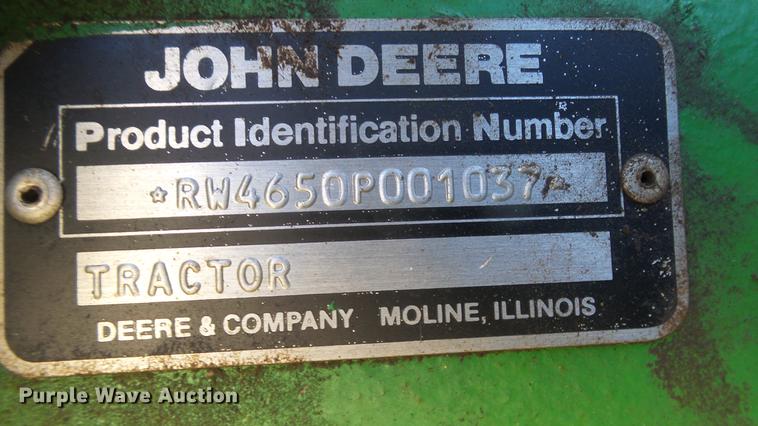 JOHN DEERE
Product Identification Number
*RW4650P001037*
TRACTOR
DEERE & COMPANY MOLINE, ILLINOIS
Purple Wave Auction